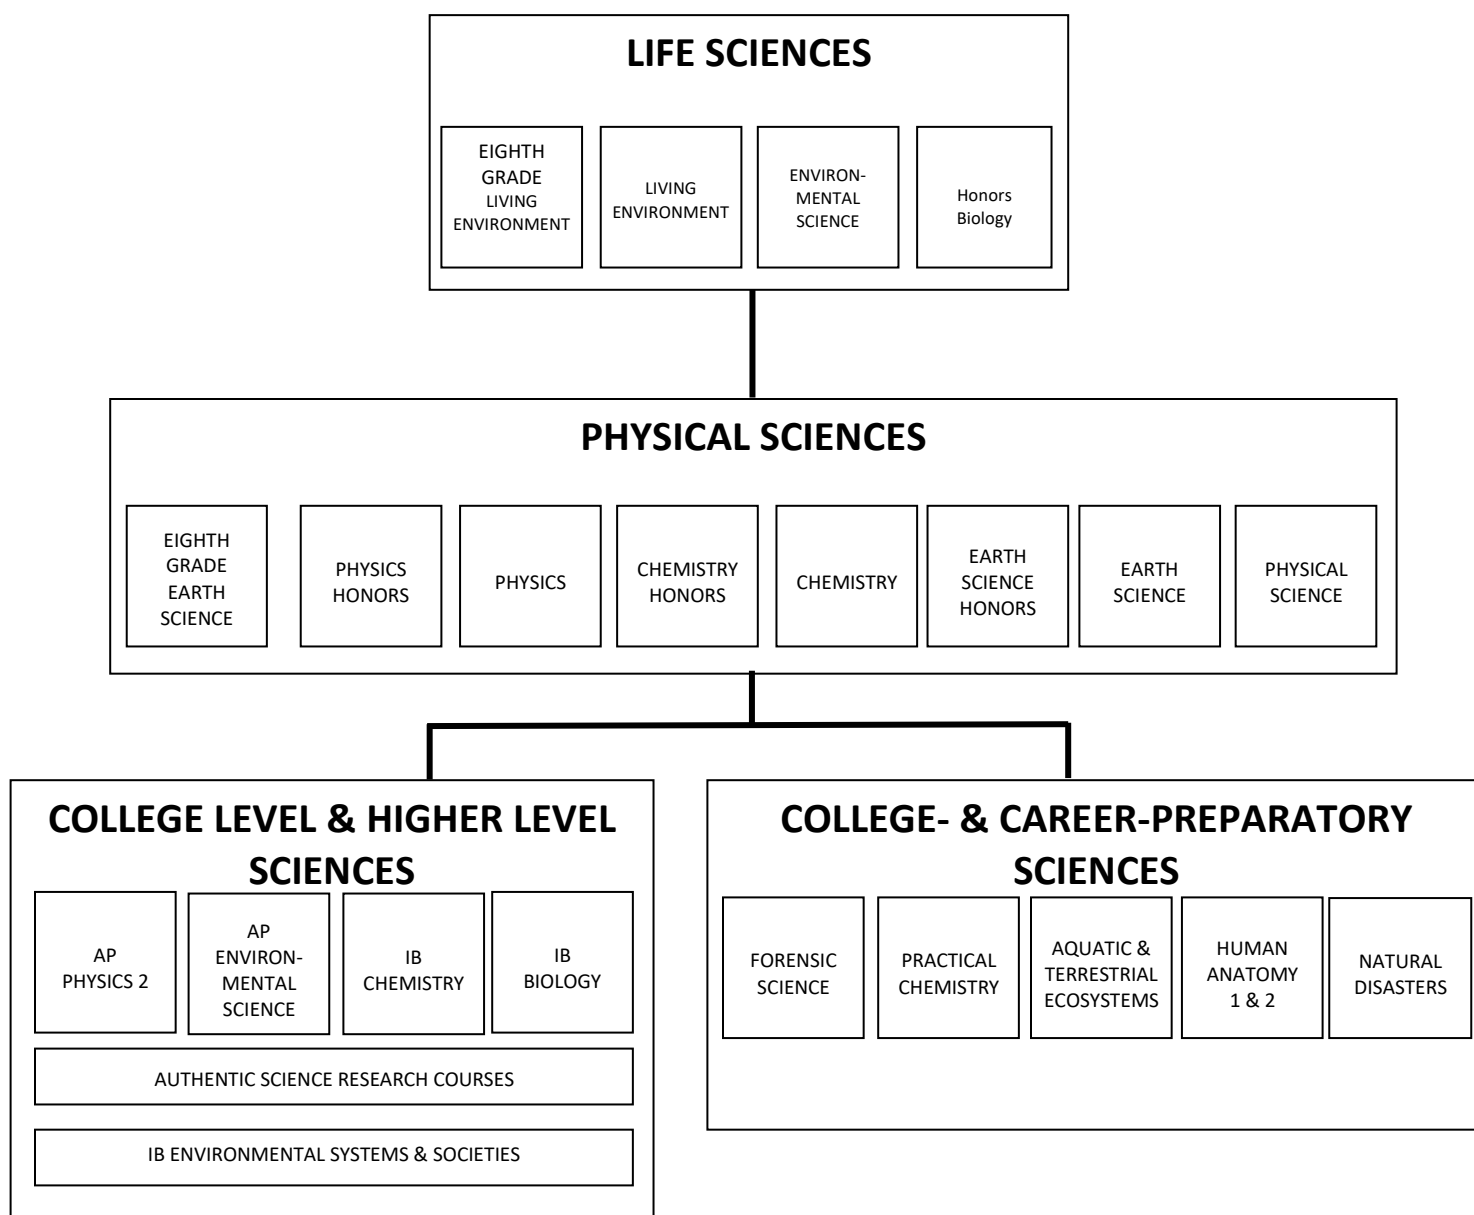 LIFE SCIENCES
EIGHTH
GRADE
LIVING
ENVIRONMENT
LIVING
ENVIRONMENT
ENVIRON-
MENTAL
SCIENCE
Honors
Biology
PHYSICAL SCIENCES
EIGHTH
GRADE
EARTH
SCIENCE
PHYSICS
HONORS
PHYSICS
CHEMISTRY
HONORS
CHEMISTRY
EARTH
SCIENCE
HONORS
EARTH
SCIENCE
PHYSICAL
SCIENCE
COLLEGE LEVEL & HIGHER LEVEL
SCIENCES
AP
PHYSICS 2
AP
ENVIRON-
MENTAL
SCIENCE
IB
CHEMISTRY
IB
BIOLOGY
AUTHENTIC SCIENCE RESEARCH COURSES
IB ENVIRONMENTAL SYSTEMS & SOCIETIES
COLLEGE- & CAREER-PREPARATORY
SCIENCES
FORENSIC
SCIENCE
PRACTICAL
CHEMISTRY
AQUATIC &
TERRESTRIAL
ECOSYSTEMS
HUMAN
ANATOMY
1 & 2
NATURAL
DISASTERS